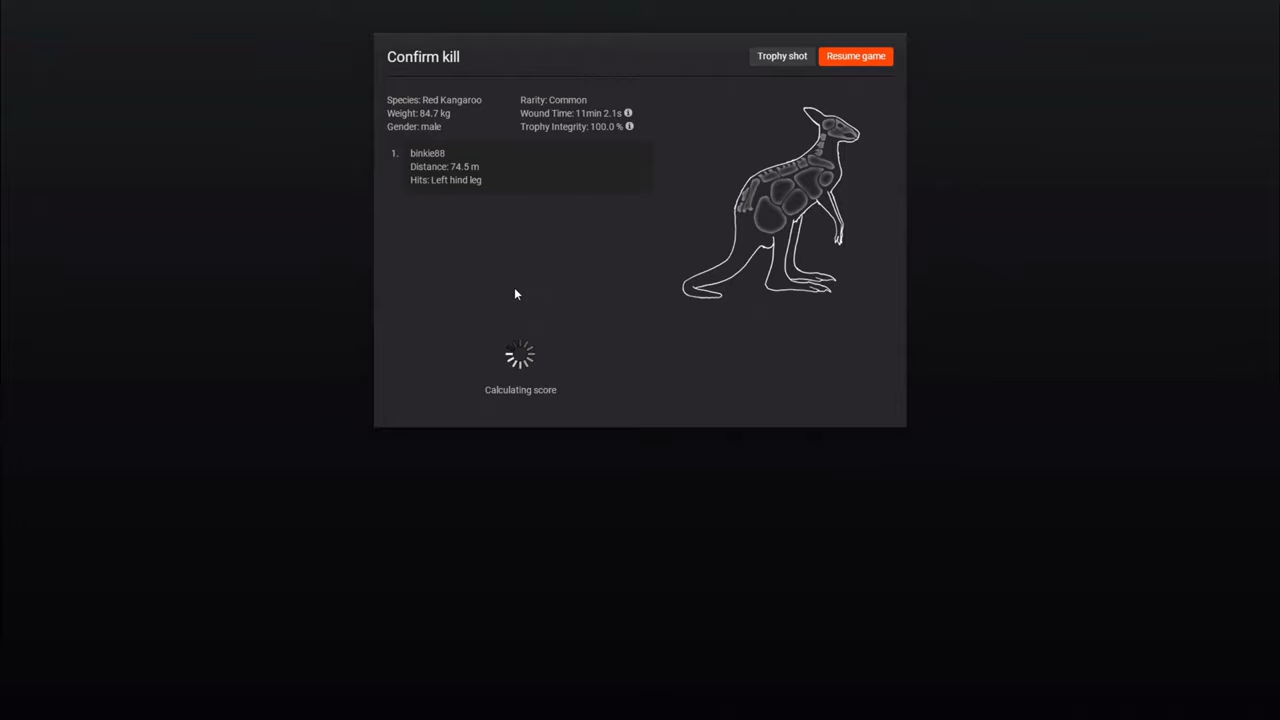 Confirm kill
Trophy shot
Resume game
Species: Red Kangaroo
Weight: 84.7 kg
Gender: male
Rarity: Common
Wound Time: 11min 2.1s
Trophy Integrity: 100.0 %
1. binkie88
Distance: 74.5 m
Hits: Left hind leg
Calculating score